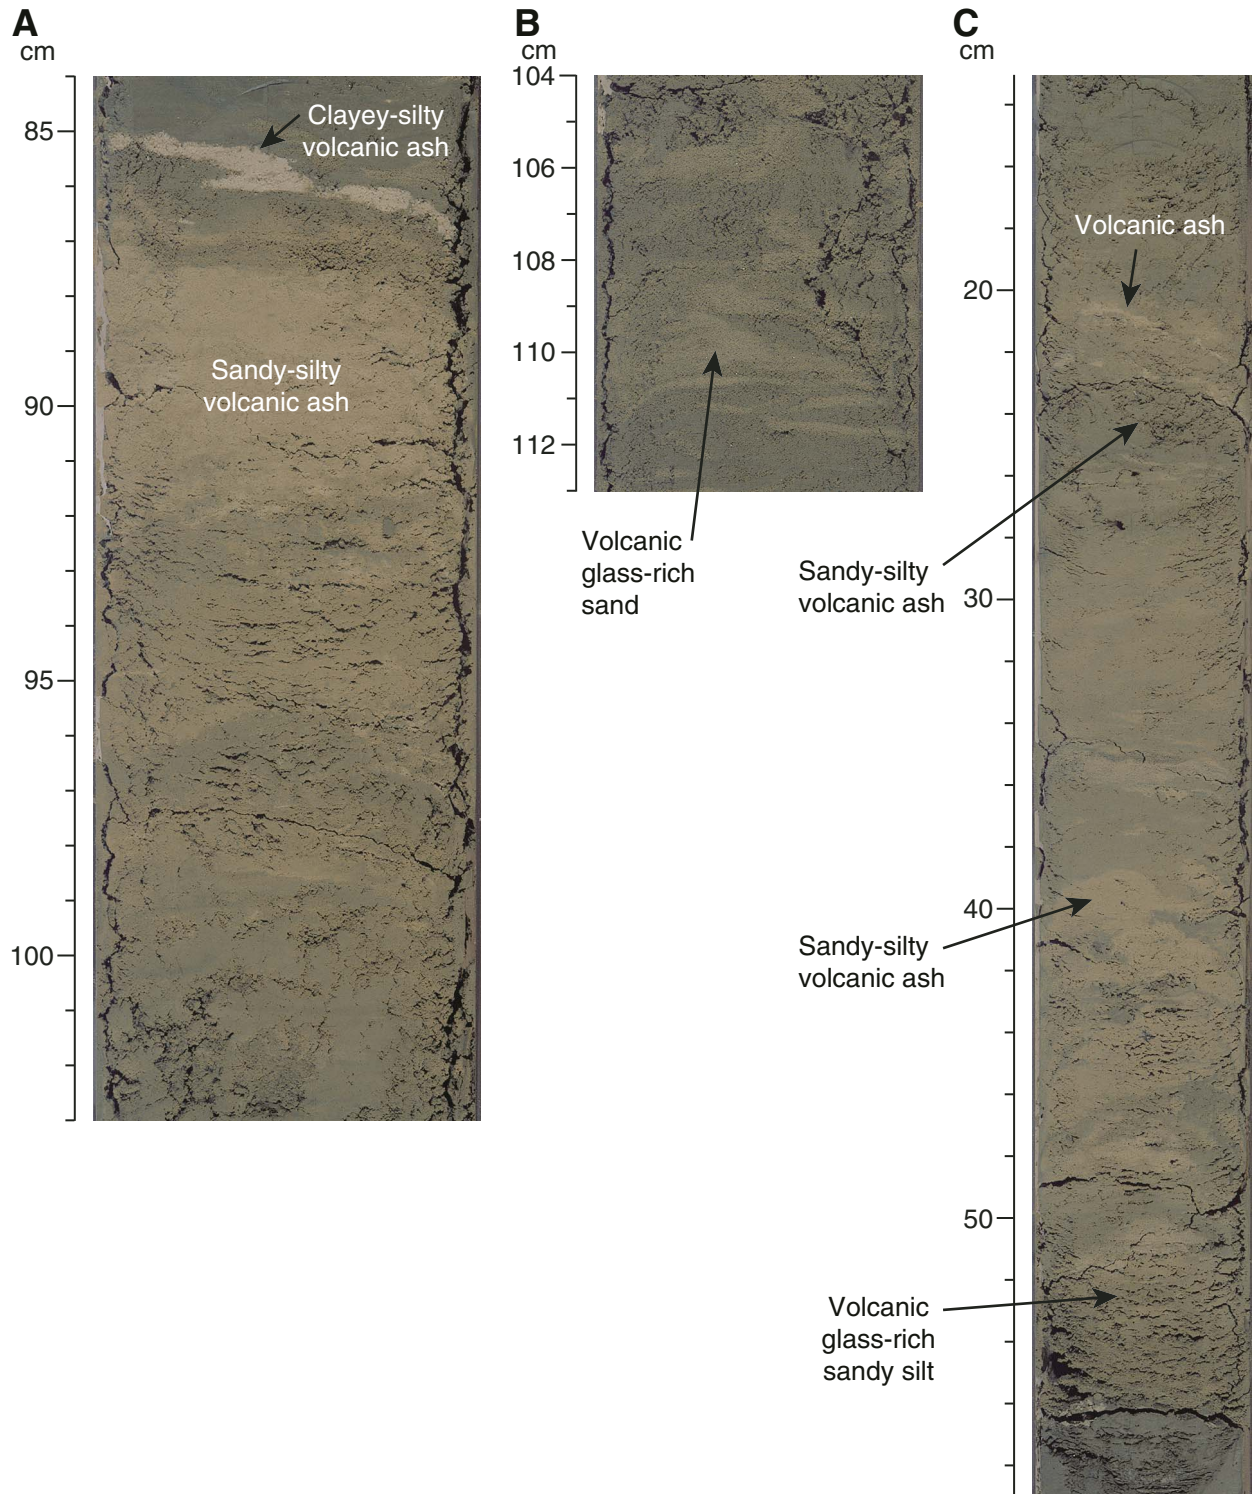 A
cm
85
90
95
100
Clayey-silty
volcanic ash
Sandy-silty
volcanic ash
B
cm
104
106
108
110
112
Volcanic
glass-rich
sand
C
cm
20
30
40
50
Volcanic ash
Sandy-silty
volcanic ash
Sandy-silty
volcanic ash
Volcanic
glass-rich
sandy silt